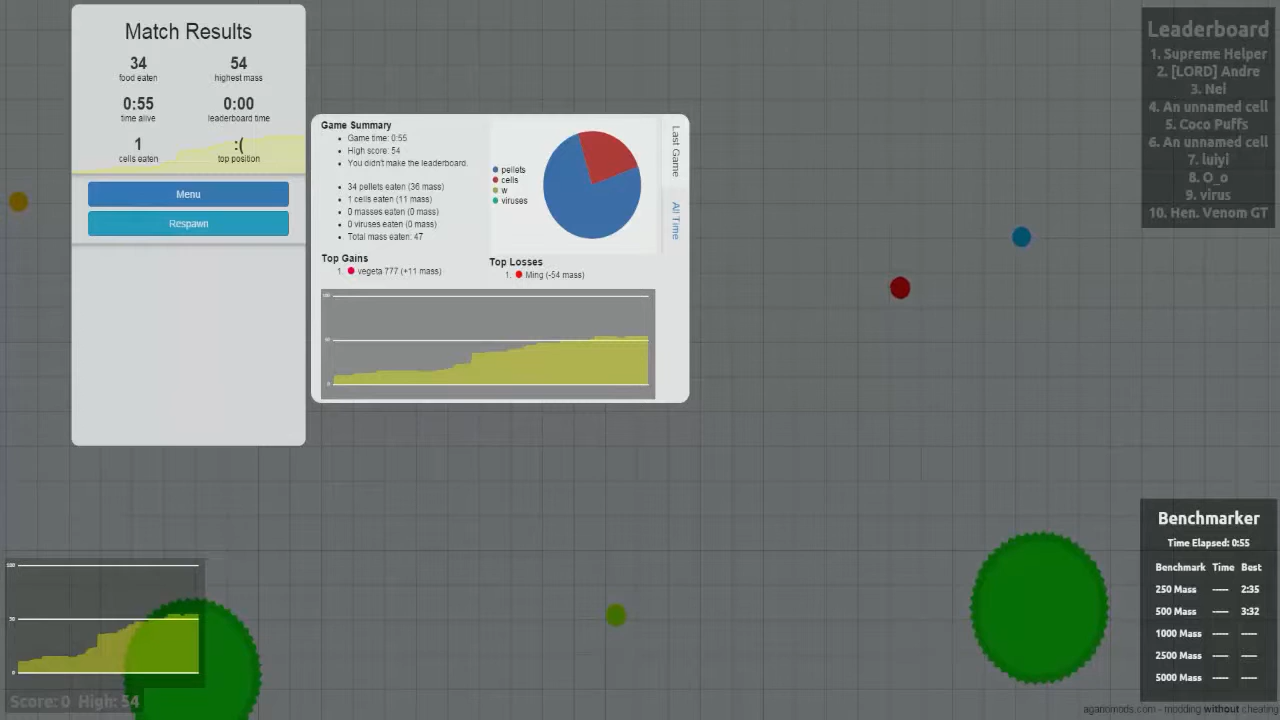 Match Results
34 54
food eaten highest mass
0:55 0:00
time alive leaderboard time
1 :(
cells eaten top position
Menu
Respawn
Game Summary
Game time: 0:55
High score: 54
You didn't make the leaderboard.
34 pellets eaten (36 mass)
1 cells eaten (11 mass)
0 masses eaten (0 mass)
0 viruses eaten (0 mass)
Total mass eaten: 47
pellets
cells
w
viruses
Last Game
All Time
Top Gains
1. vegeta 777 (+11 mass)
Top Losses
1. Ming (-54 mass)
100
50
0
Leaderboard
1. Supreme Helper
2. [LORD] Andre
3. Nei
4. An unnamed cell
5. Coco Puffs
6. An unnamed cell
7. luiyi
8. O_o
9. virus
10. Hen. Venom GT
100
50
0
Score: 0 High: 54
Benchmarker
Time Elapsed: 0:55
Benchmark Time Best
250 Mass ----- 2:35
500 Mass ----- 3:32
1000 Mass ----- -----
2500 Mass ----- -----
5000 Mass ----- -----
agariomods.com - modding without cheating